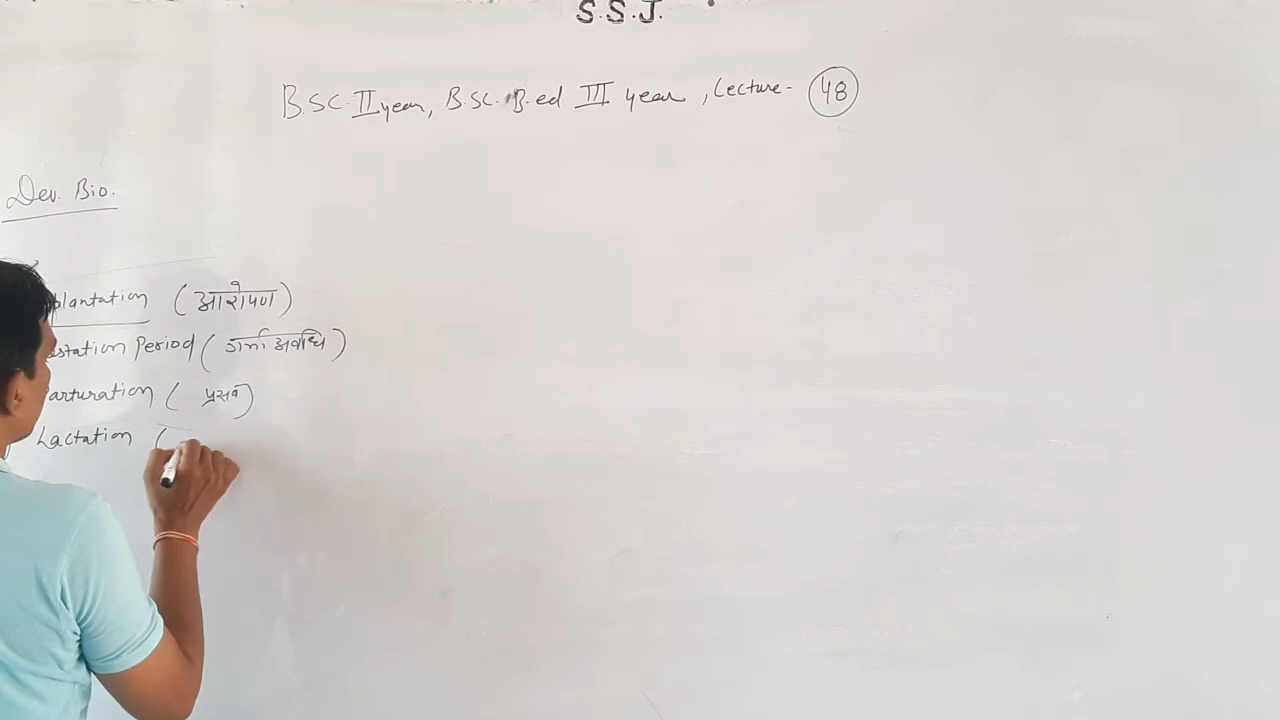 S.S.J.
B.SC. II year, B.SC. B.ed III year, Lecture- 48
Dev. Bio.
plantation (आरोपण)
station Period (गर्भ अवधि)
arturation (प्रसव)
Lactation (